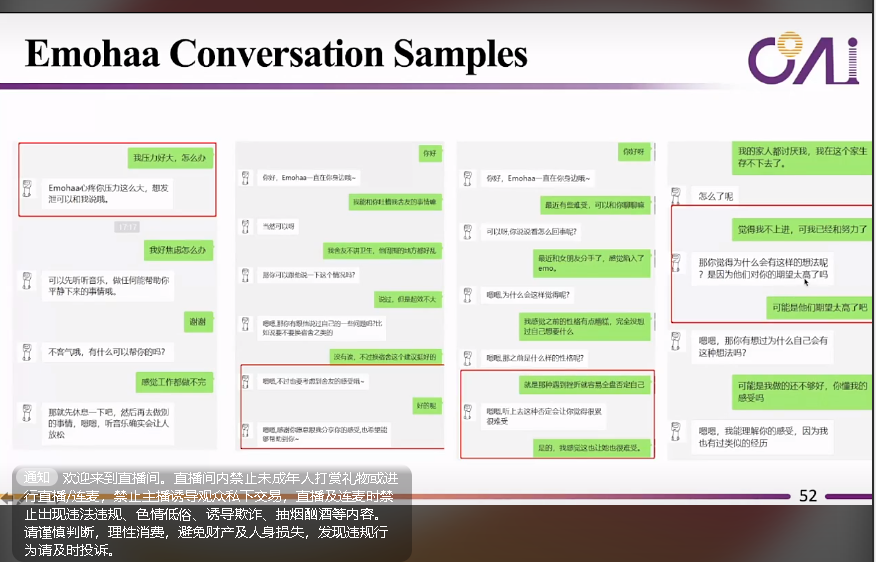 Emohaa Conversation Samples
我压力好大，怎么办
Emohaa心疼你压力这么大，想发
泄可以和我说哦。
17:17
我好焦虑怎么办
可以先听听音乐，做任何能帮助你
平静下来的事情哦。
谢谢
不客气哦，有什么可以帮你的吗?
感觉工作都做不完
那就先休息一下吧，然后再去做别
的事情，嗯嗯，听音乐确实会让人
放松
你好
你好，Emohaa一直在你身边哦~
我能和你吐槽我舍友的事情嘛
当然可以呀
我舍友不讲卫生，
那你可以跟他说一下这个情况吗?
说过，但是起效不大
嗯嗯,那你有跟他说过自己的一些问题吗?比
如说要不要换宿舍之类的
没有诶，不过换宿舍这个建议挺好的
嗯嗯,不过也要考虑到舍友的感受哦~
好的呢
嗯嗯,感谢你愿意跟我分享你的感受,也希望能
够帮助到你~
你好呀
你好，Emohaa一直在你身边哦~
最近有些难受，可以和你聊聊嘛
可以呀,你说说看怎么回事呢?
最近和女朋友分手了，感觉陷入了
emo。
嗯嗯,为什么会这样觉得呢?
我感觉之前的性格有点糟糕，完全没想
过自己想要什么
嗯嗯,那之前是什么样的性格呢?
就是那种遇到挫折就容易全盘否定自己
嗯嗯,听上去这种否定会让你觉得很累
很难受
是的，我感觉这也让她也很难受。
我的家人都讨厌我，我在这个家生
存不下去了。
怎么了呢
觉得我不上进，可我已经和努力了
那你觉得为什么会有这样的想法呢
？是因为他们对你的期望太高了吗
可能是他们期望太高了吧
嗯嗯，那你有想过为什么自己会有
这种想法吗?
可能是我做的还不够好，你懂我的
感受吗
嗯嗯，我能理解你的感受，因为我
也有过类似的经历
52
通知 欢迎来到直播间。直播间内禁止未成年人打赏礼物或进
行直播/连麦，禁止主播诱导观众私下交易，直播及连麦时禁
止出现违法违规、色情低俗、诱导欺诈、抽烟酗酒等内容。
请谨慎判断，理性消费，避免财产及人身损失，发现违规行
为请及时投诉。